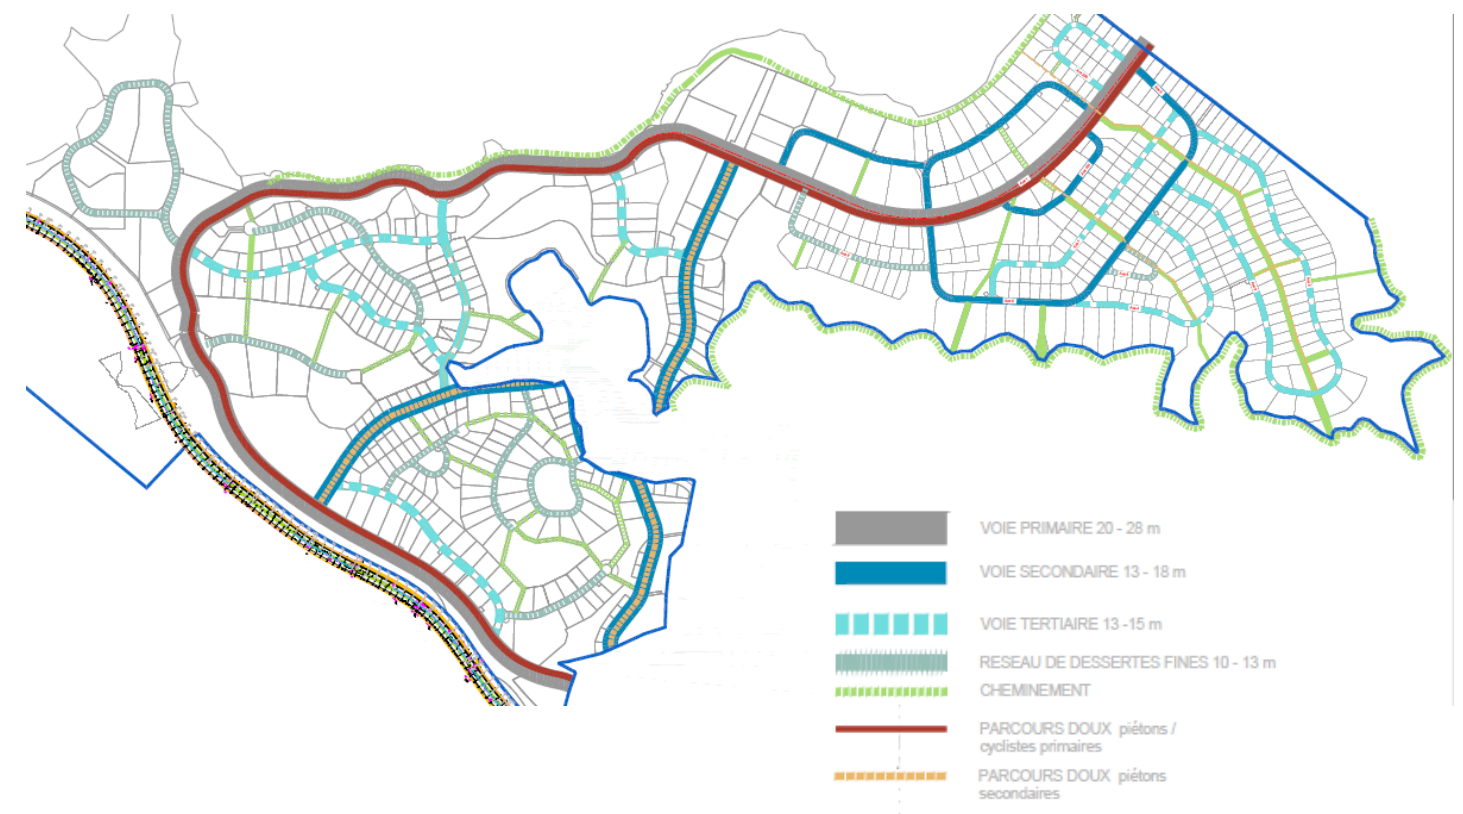 VOIE PRIMAIRE 20 - 28 m
VOIE SECONDAIRE 13 - 18 m
VOIE TERTIAIRE 13 -15 m
RESEAU DE DESSERTES FINES 10 - 13 m
CHEMINEMENT
PARCOURS DOUX piétons /
cyclistes primaires
PARCOURS DOUX piétons
secondaires